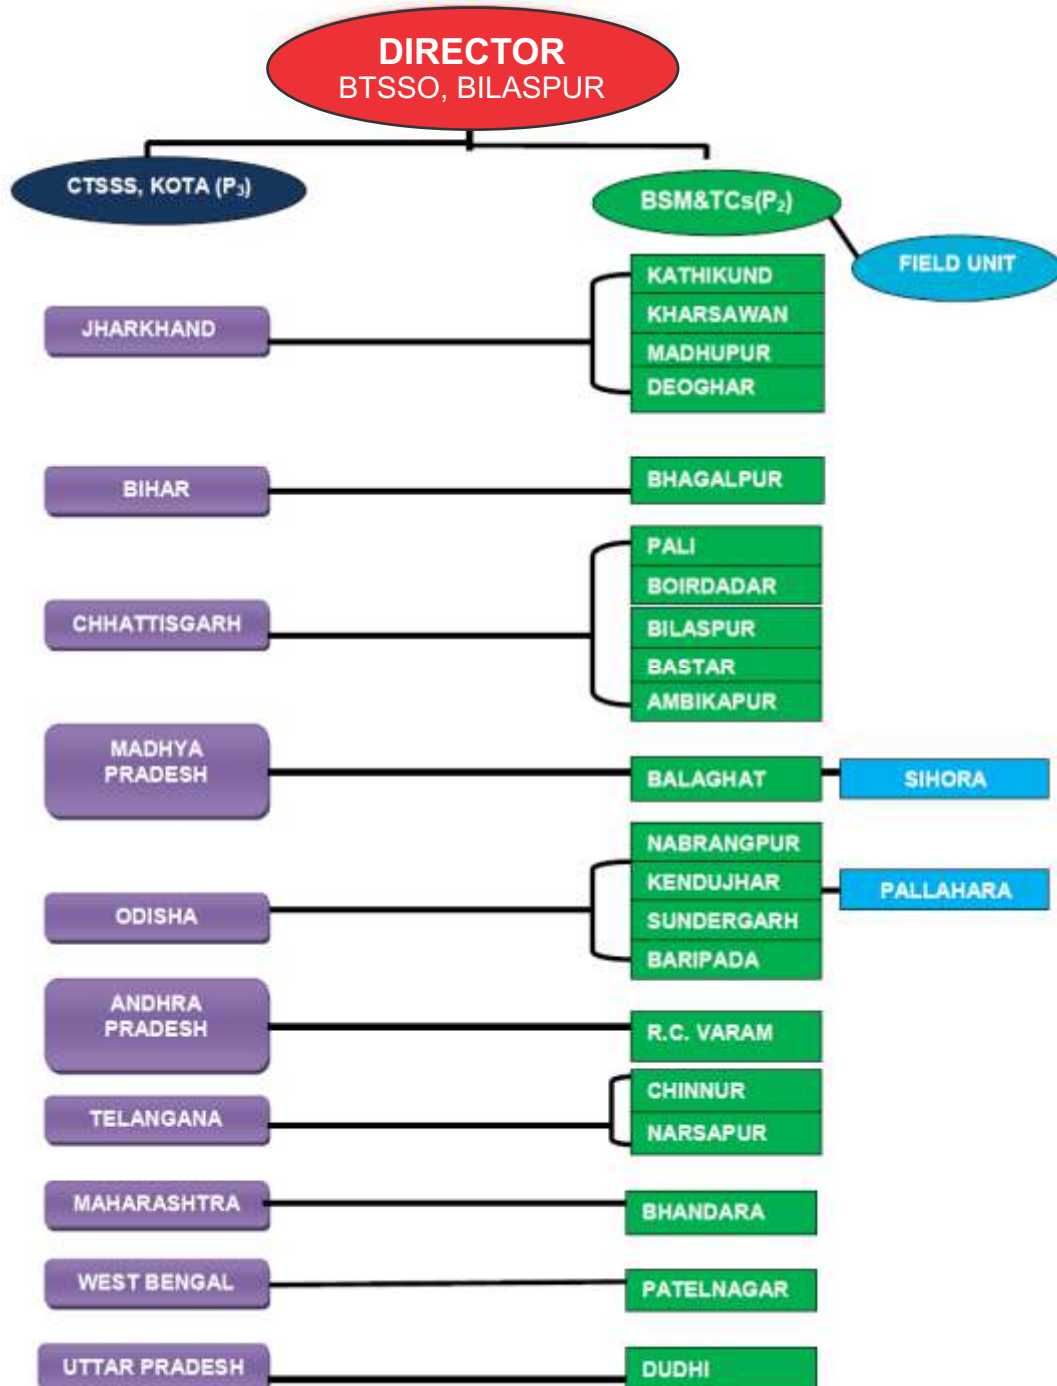 DIRECTOR
BTSSO, BILASPUR
CTSSS, KOTA (P₃)
BSM&TCs(P₂)
FIELD UNIT
JHARKHAND
KATHIKUND
KHARSAWAN
MADHUPUR
DEOGHAR
BIHAR
BHAGALPUR
CHHATTISGARH
PALI
BOIRDADAR
BILASPUR
BASTAR
AMBIKAPUR
MADHYA
PRADESH
BALAGHAT
SIHORA
ODISHA
NABRANGPUR
KENDUJHAR
SUNDERGARH
BARIPADA
PALLAHARA
ANDHRA
PRADESH
R.C. VARAM
TELANGANA
CHINNUR
NARSAPUR
MAHARASHTRA
BHANDARA
WEST BENGAL
PATELNAGAR
UTTAR PRADESH
DUDHI